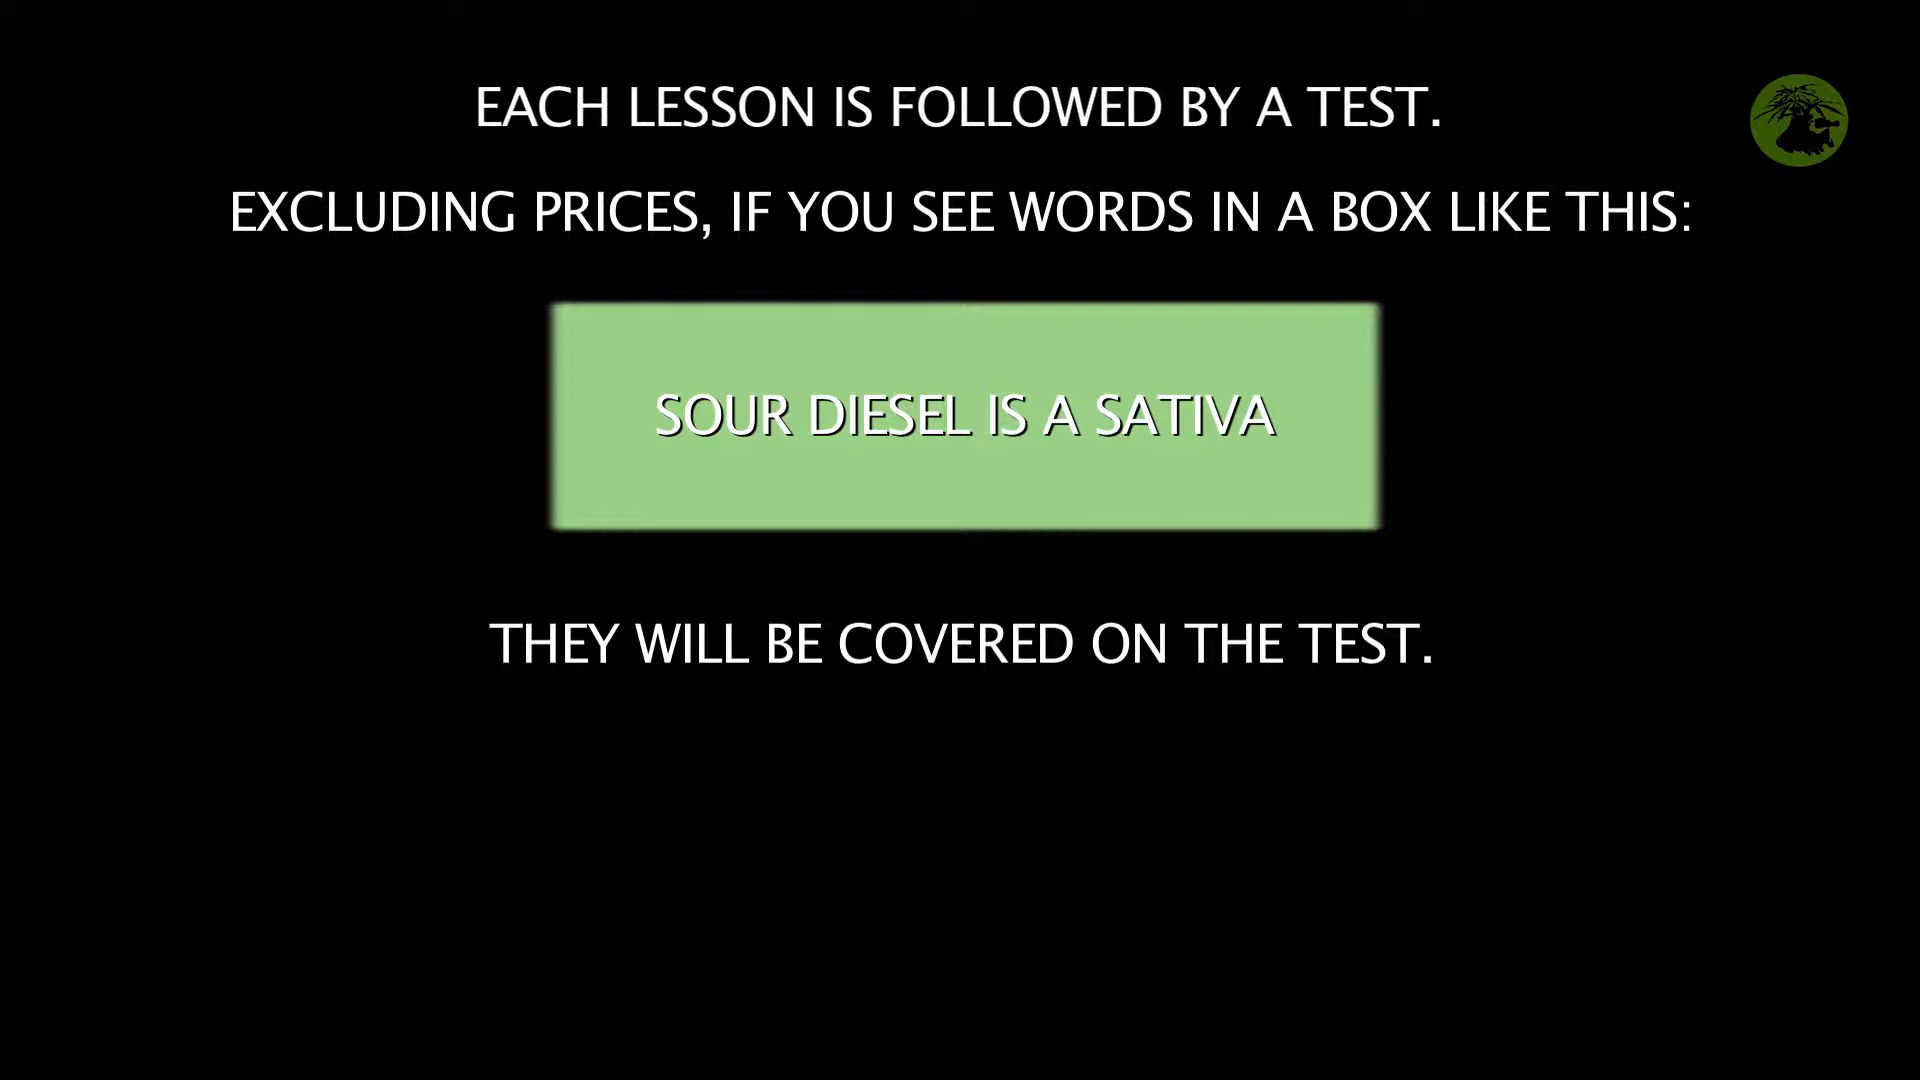 EACH LESSON IS FOLLOWED BY A TEST.
EXCLUDING PRICES, IF YOU SEE WORDS IN A BOX LIKE THIS:
SOUR DIESEL IS A SATIVA
THEY WILL BE COVERED ON THE TEST.